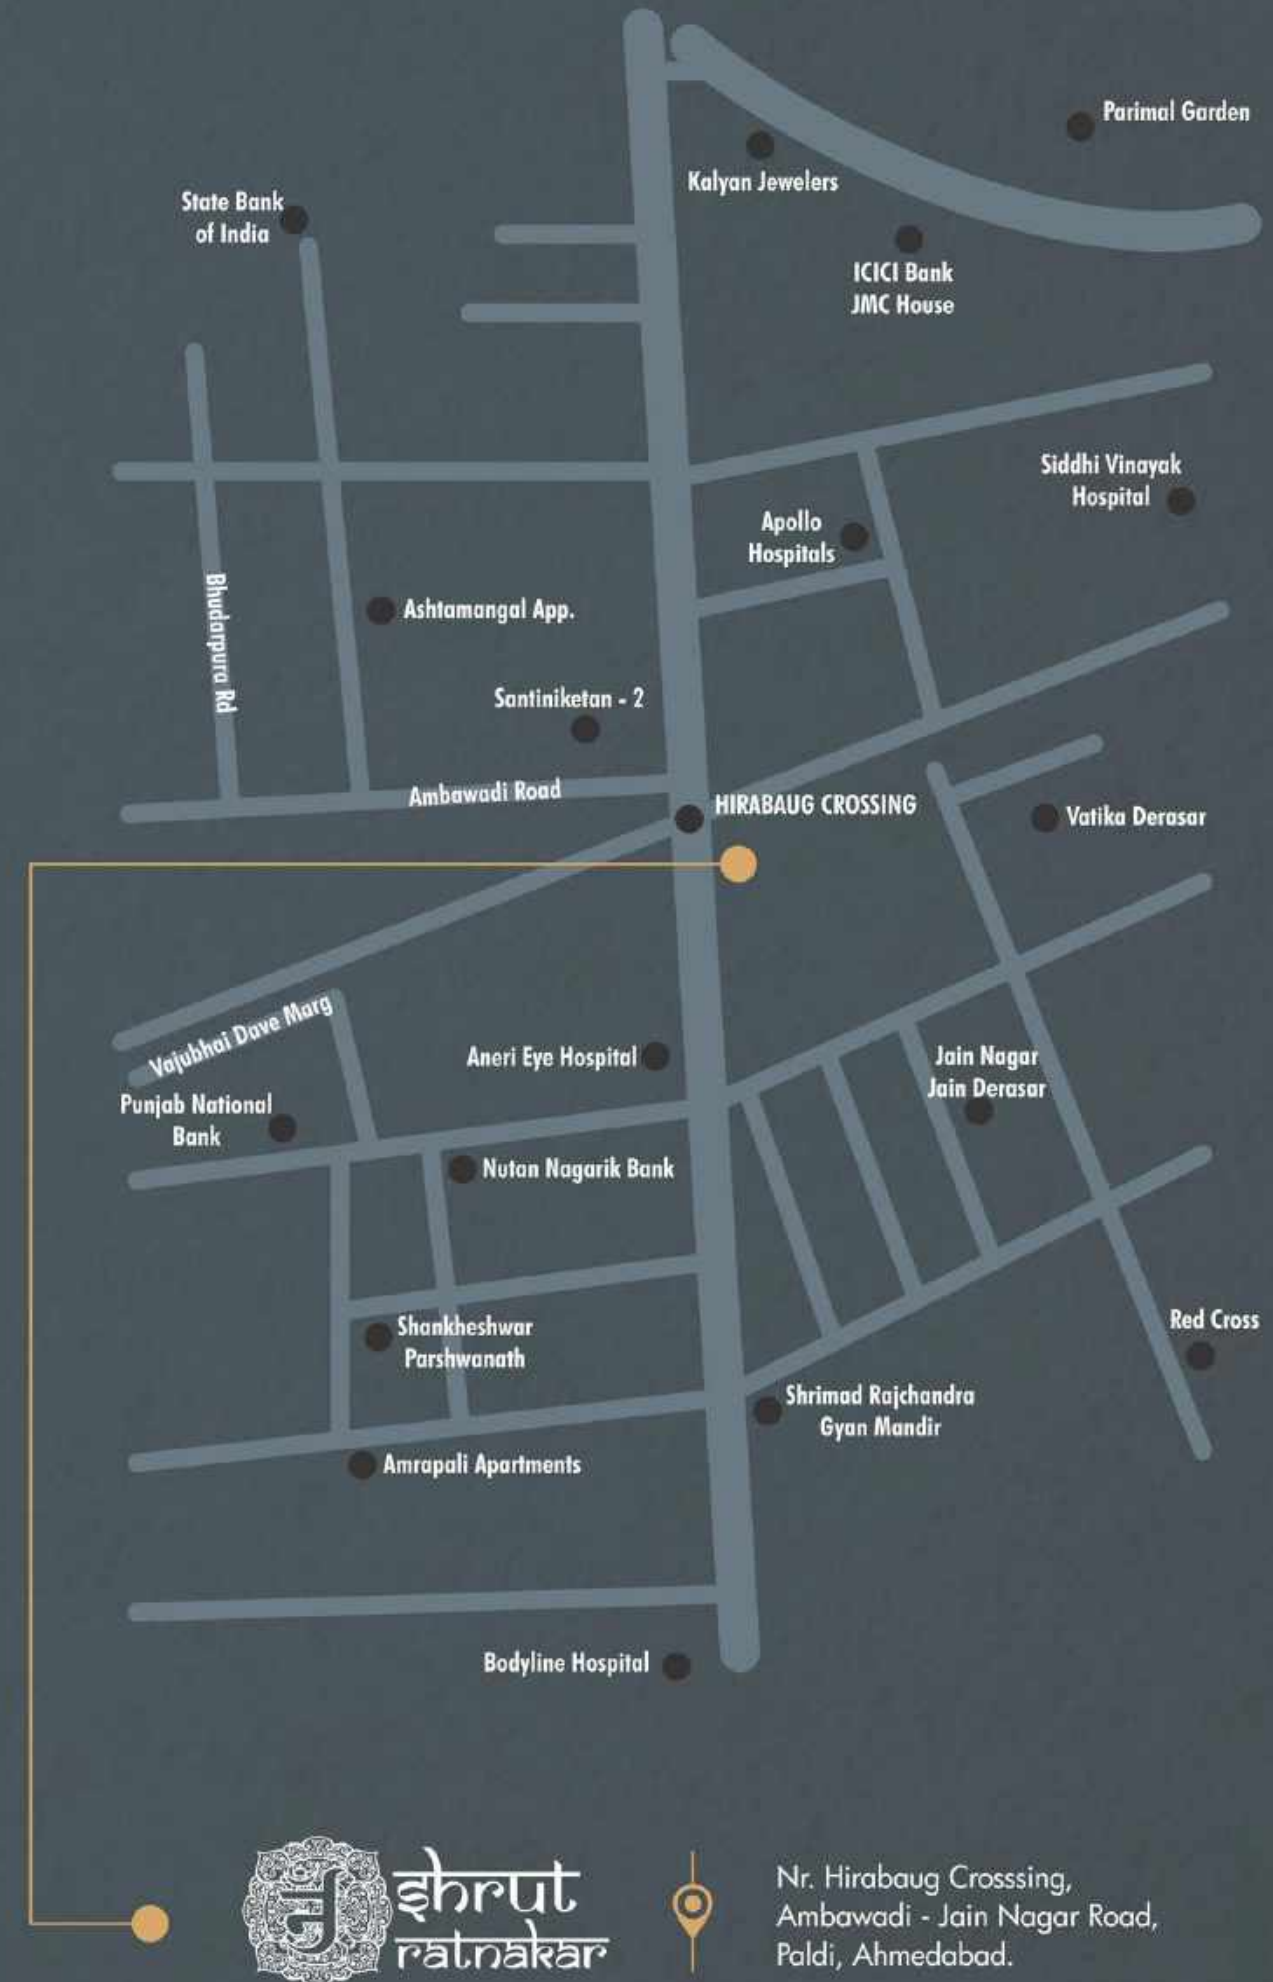 Parimal Garden
Kalyan Jewelers
State Bank
of India
ICICI Bank
JMC House
Siddhi Vinayak
Hospital
Apollo
Hospitals
Bhudarpura Rd
Ashtamangal App.
Santiniketan - 2
Ambawadi Road
HIRABAUG CROSSING
Vatika Derasar
Vajubhai Dave Marg
Aneri Eye Hospital
Jain Nagar
Jain Derasar
Punjab National
Bank
Nutan Nagarik Bank
Shankheshwar
Parshwanath
Red Cross
Shrimad Rajchandra
Gyan Mandir
Amrapali Apartments
Bodyline Hospital
shrut
ratnakar
Nr. Hirabaug Crosssing,
Ambawadi - Jain Nagar Road,
Paldi, Ahmedabad.